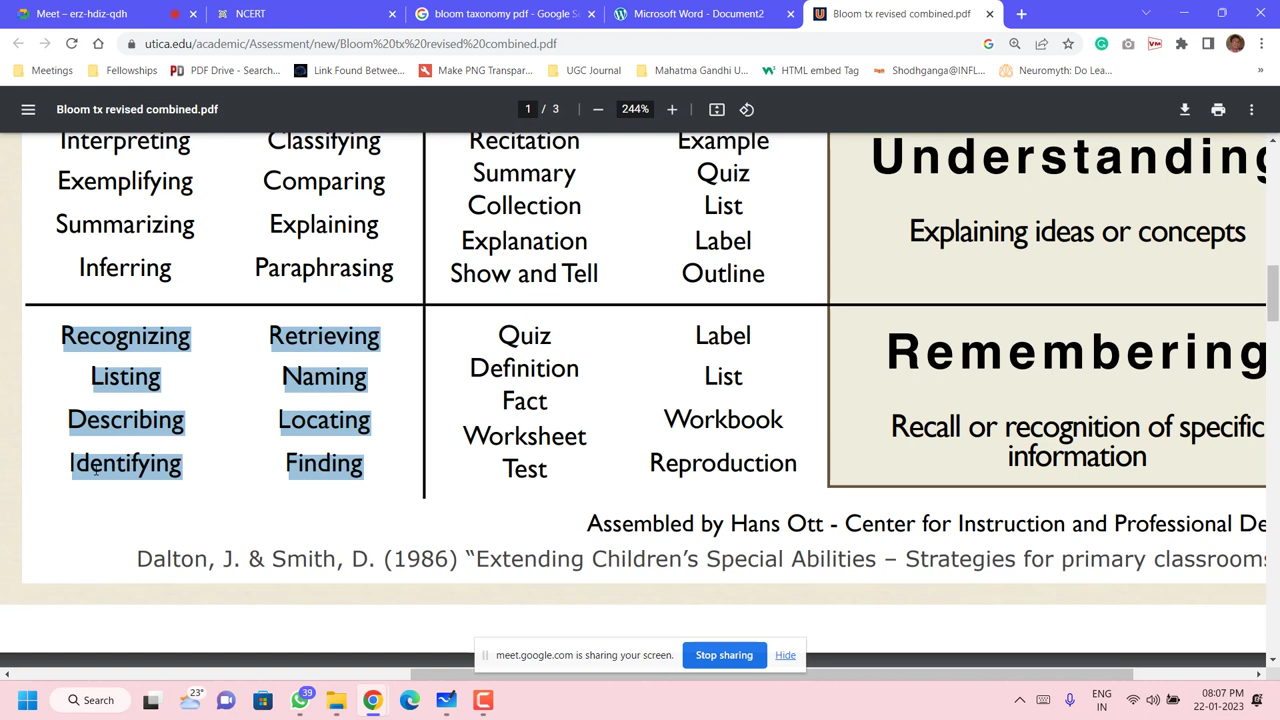 Meet – erz-hdiz-qdh
NCERT
bloom taxonomy pdf - Google S
Microsoft Word - Document2
Bloom tx revised combined.pdf
utica.edu/academic/Assessment/new/Bloom%20tx%20revised%20combined.pdf
Meetings
Fellowships
PDF Drive - Search...
Link Found Betwee...
Make PNG Transpar...
UGC Journal
Mahatma Gandhi U...
HTML embed Tag
Shodhganga@INFL...
Neuromyth: Do Lea...
Bloom tx revised combined.pdf
1 / 3
244%
Interpreting Classifying Recitation Example
Exemplifying Comparing Summary Quiz
Summarizing Explaining Collection List
Inferring Paraphrasing Explanation Label
Show and Tell Outline
Understanding
Explaining ideas or concepts
Recognizing Retrieving Quiz Label
Listing Naming Definition List
Describing Locating Fact Workbook
Identifying Finding Worksheet Reproduction
Test
Remembering
Recall or recognition of specific
information
Assembled by Hans Ott - Center for Instruction and Professional De
Dalton, J. & Smith, D. (1986) “Extending Children’s Special Abilities – Strategies for primary classrooms
meet.google.com is sharing your screen.
Stop sharing
Hide
23°
Search
39
ENG
IN
08:07 PM
22-01-2023